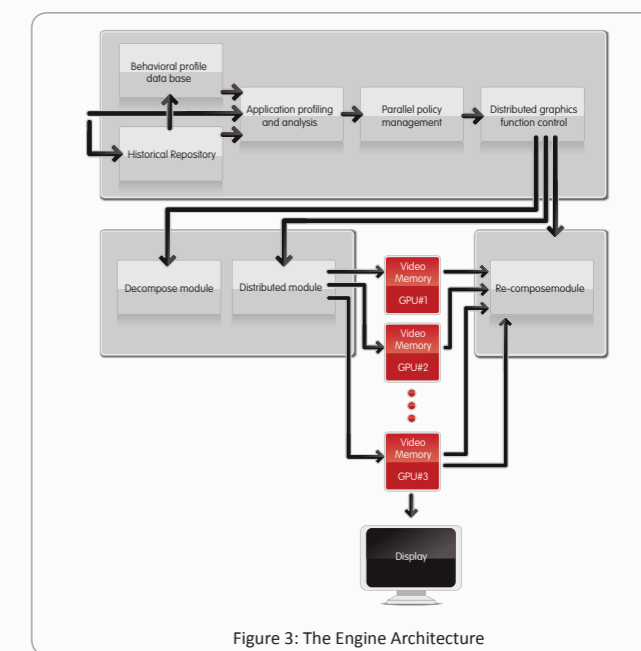 Behavioral profile
data base
Application profiling
and analysis
Parallel policy
management
Distributed graphics
function control
Historical Repository
Decompose module
Distributed module
Video
Memory
GPU#1
Re-composemodule
Video
Memory
GPU#2
Video
Memory
GPU#3
Display
Figure 3: The Engine Architecture